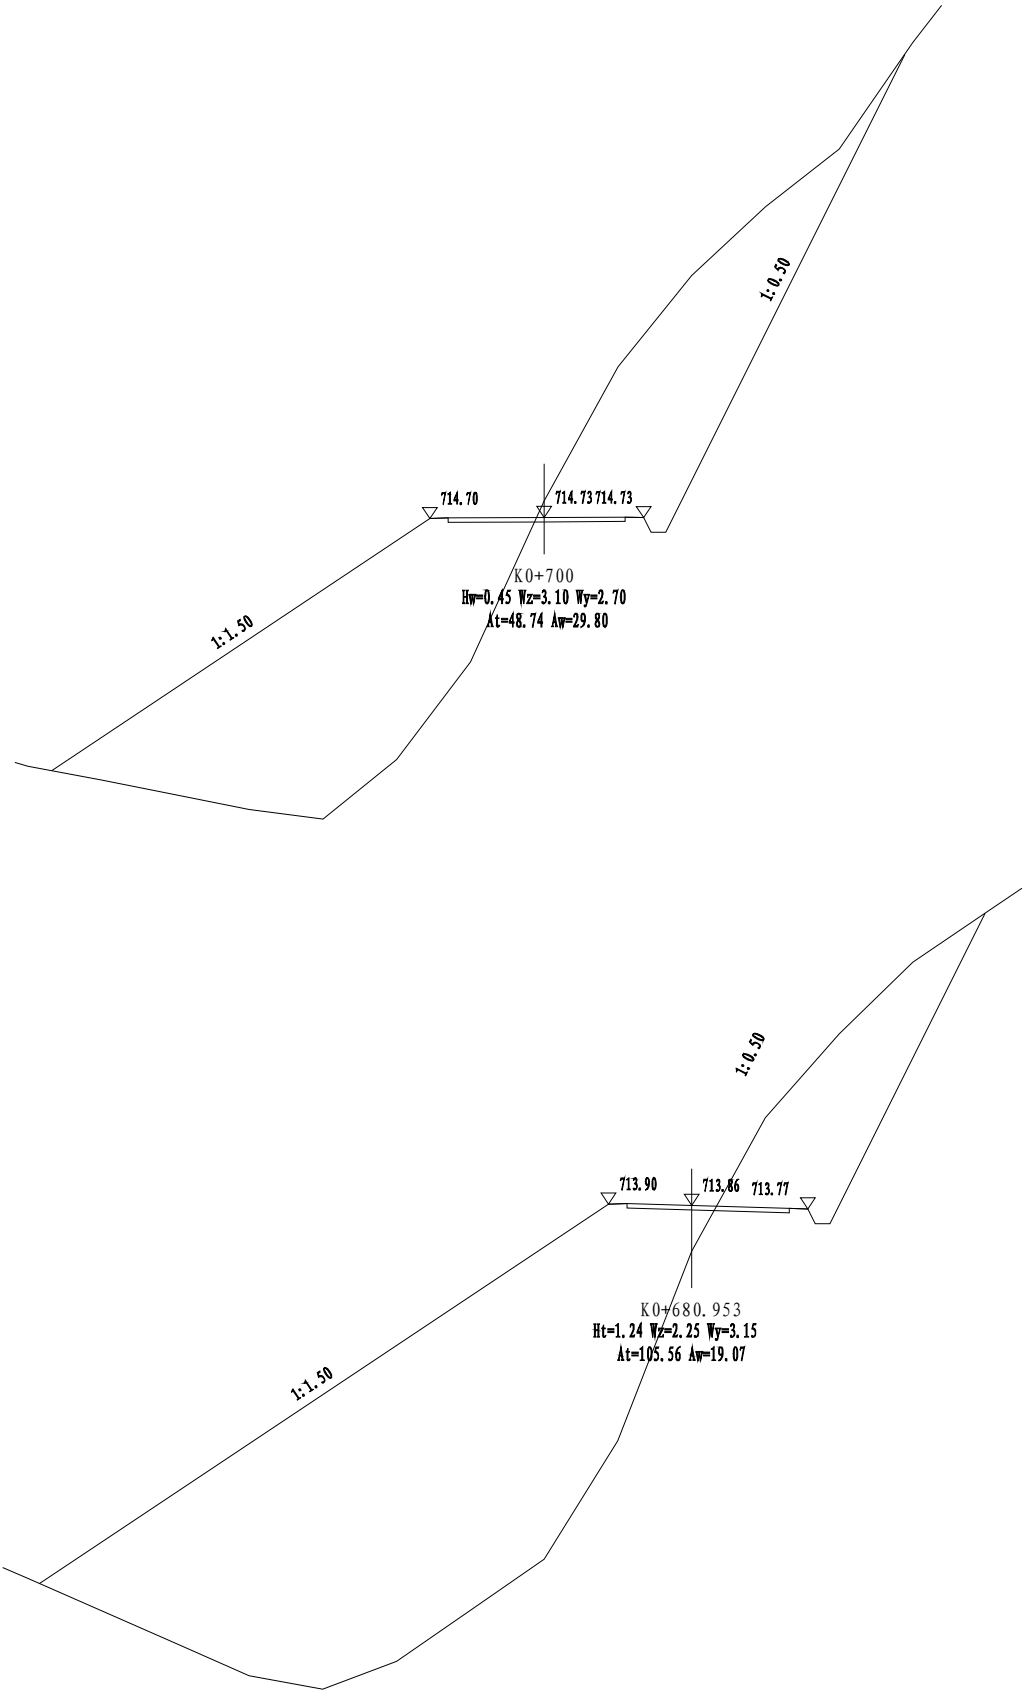 1:0.50
714.70 714.73 714.73
K0+700
Hw=0.45 Wz=3.10 Wy=2.70
At=48.74 Aw=29.80
1:1.50
1:0.50
713.90 713.86 713.77
K0+680.953
Ht=1.24 Wz=2.25 Wy=3.15
At=105.56 Aw=19.07
1:1.50